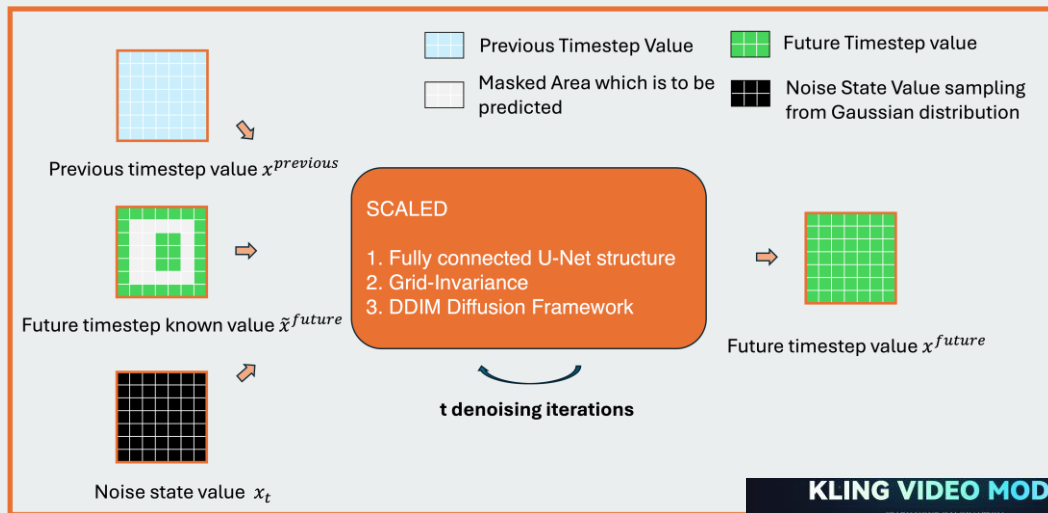 Previous Timestep Value
Future Timestep value
Masked Area which is to be
predicted
Noise State Value sampling
from Gaussian distribution
Previous timestep value x^previous
SCALED
1. Fully connected U-Net structure
2. Grid-Invariance
3. DDIM Diffusion Framework
Future timestep known value x̃^future
Future timestep value x^future
t denoising iterations
Noise state value x_t
KLING VIDEO MOD